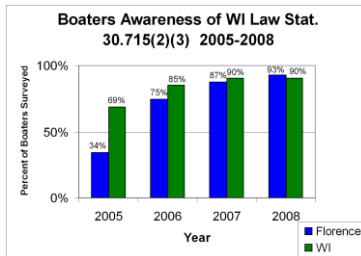 Boaters Awareness of WI Law Stat.
30.715(2)(3) 2005-2008
Percent of Boaters Surveyed
100%
50%
0%
34%
69%
75%
85%
87%
90%
93%
90%
2005 2006 2007 2008
Year
Florence
WI